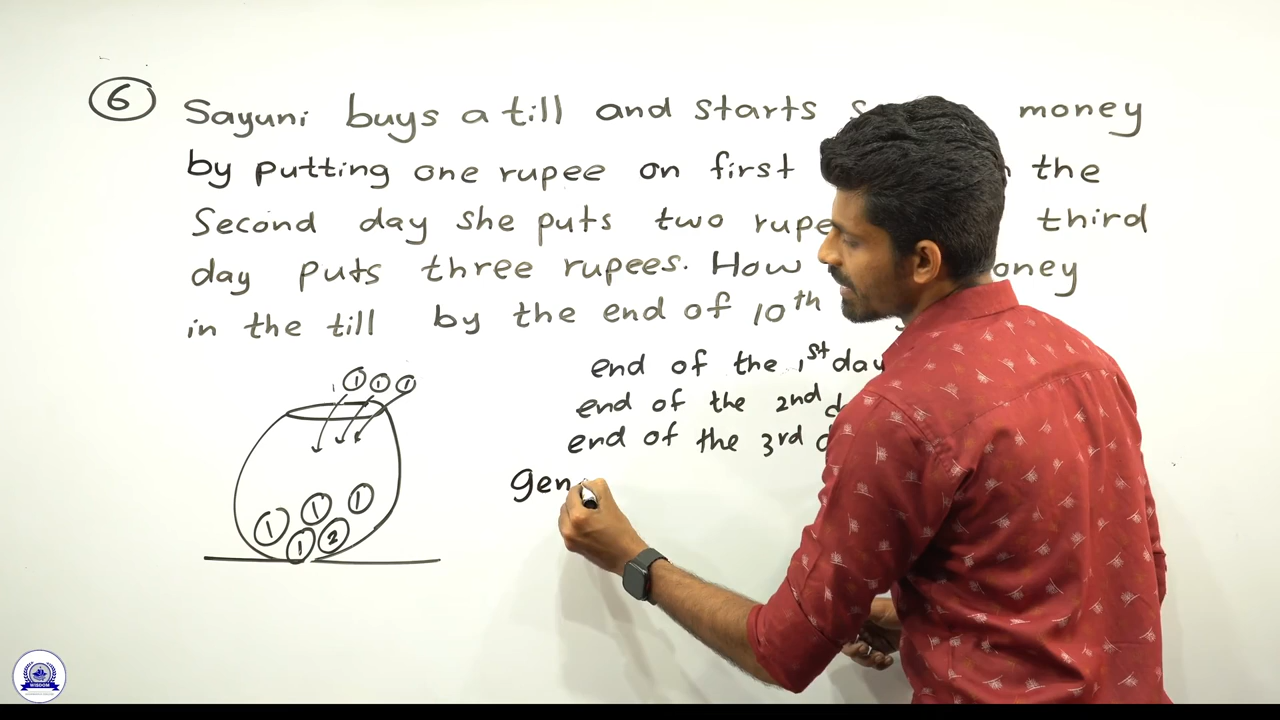 6 Sayuni buys a till and starts money
by putting one rupee on first the
Second day she puts two third
day puts three rupees. How
in the till by the end of 10th
end of the 1st day
end of the 2nd
end of the 3rd
gen
1 1 1
1 1 1
1 2
WISDOM